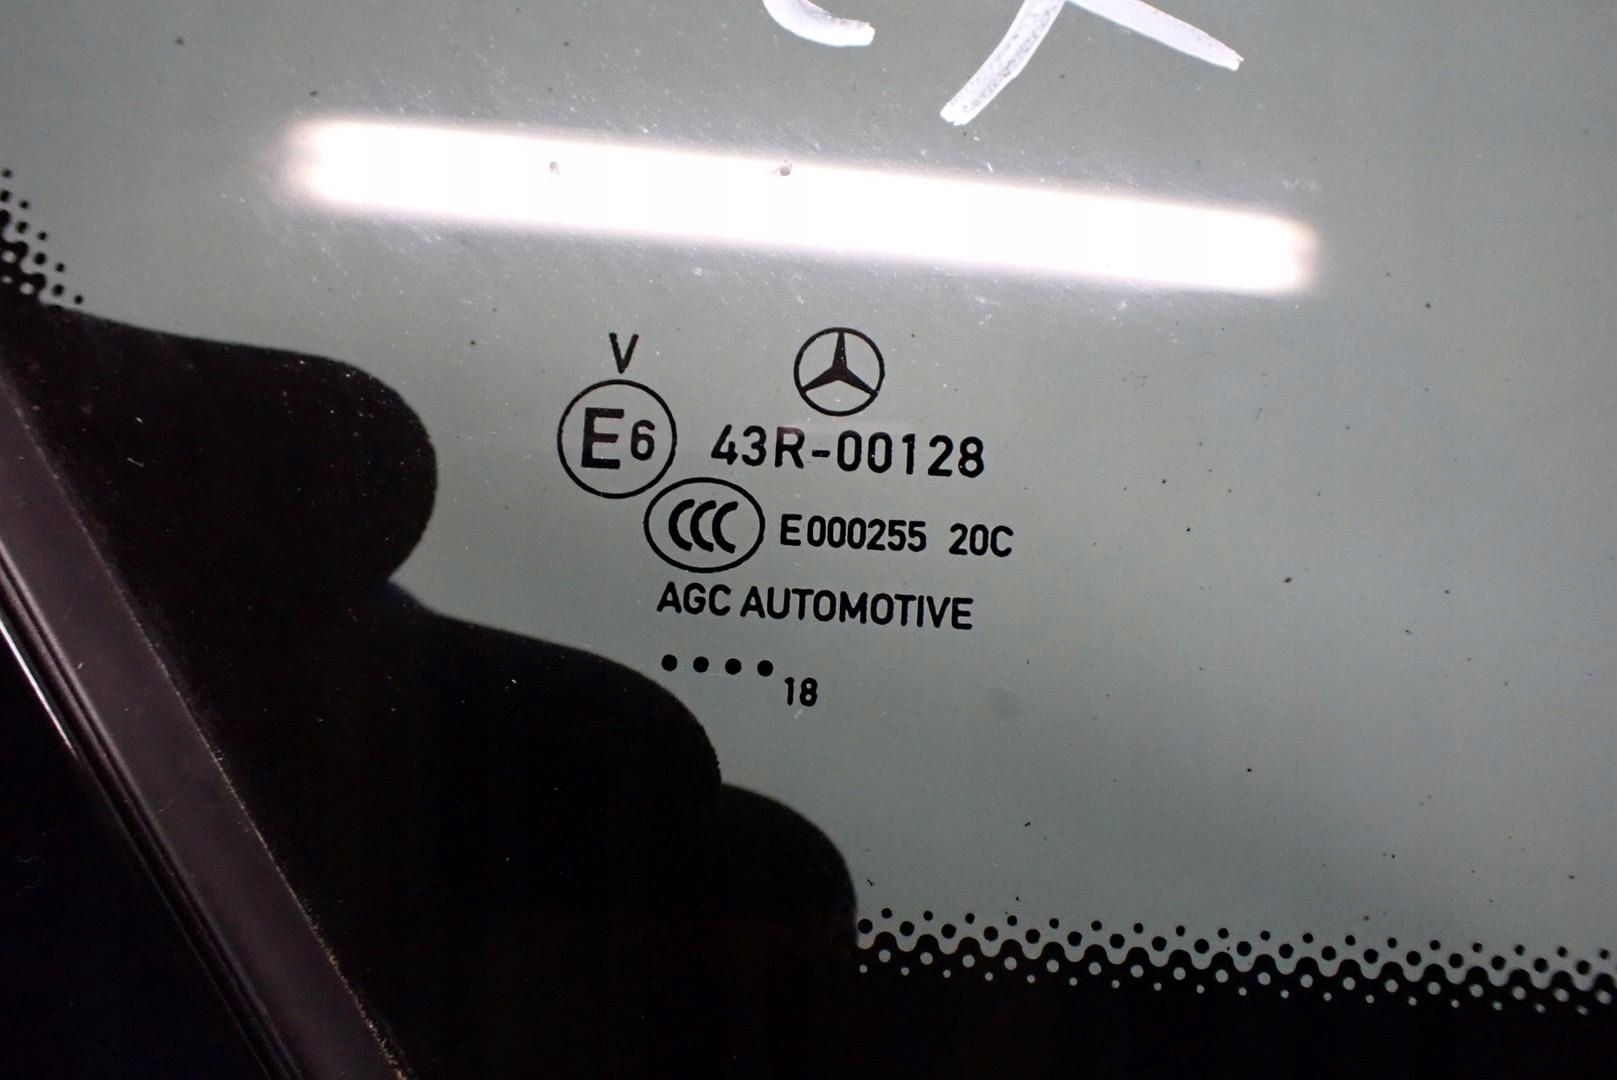 V
E6 43R-00128
CCC E000255 20C
AGC AUTOMOTIVE
....18